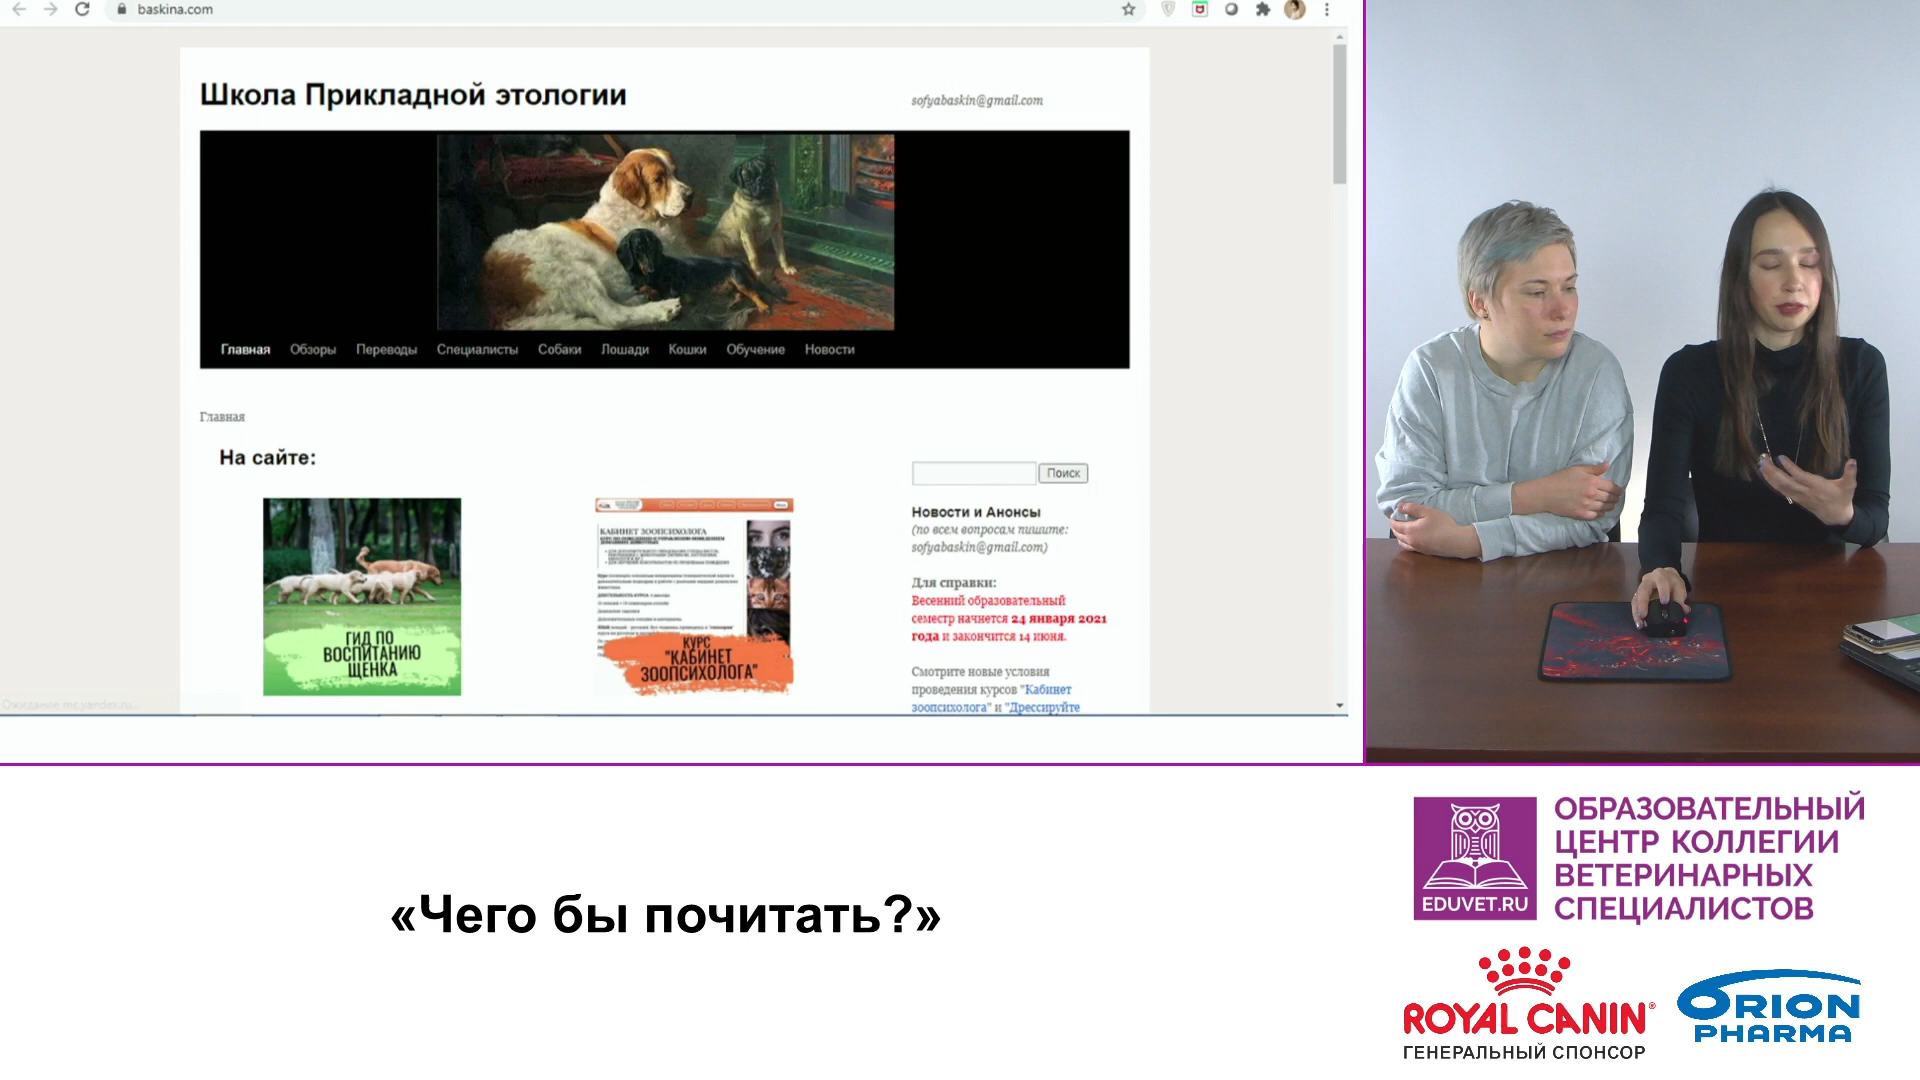 baskina.com
Школа Прикладной этологии
sofyabaskin@gmail.com
Главная Обзоры Переводы Специалисты Собаки Лошади Кошки Обучение Новости
Главная
На сайте:
ГИД ПО
ВОСПИТАНИЮ
ЩЕНКА
КАБИНЕТ ЗООПСИХОЛОГА
КУРС
"КАБИНЕТ
ЗООПСИХОЛОГА"
Поиск
Новости и Анонсы
(по всем вопросам пишите:
sofyabaskin@gmail.com)
Для справки:
Весенний образовательный
семестр начнется 24 января 2021
года и закончится 14 июня.
Смотрите новые условия
проведения курсов "Кабинет
зоопсихолога" и "Дрессируйте
Ожидание mc.yandex.ru...
«Чего бы почитать?»
EDUVET.RU
ОБРАЗОВАТЕЛЬНЫЙ
ЦЕНТР КОЛЛЕГИИ
ВЕТЕРИНАРНЫХ
СПЕЦИАЛИСТОВ
ROYAL CANIN®
ГЕНЕРАЛЬНЫЙ СПОНСОР
ORION
PHARMA